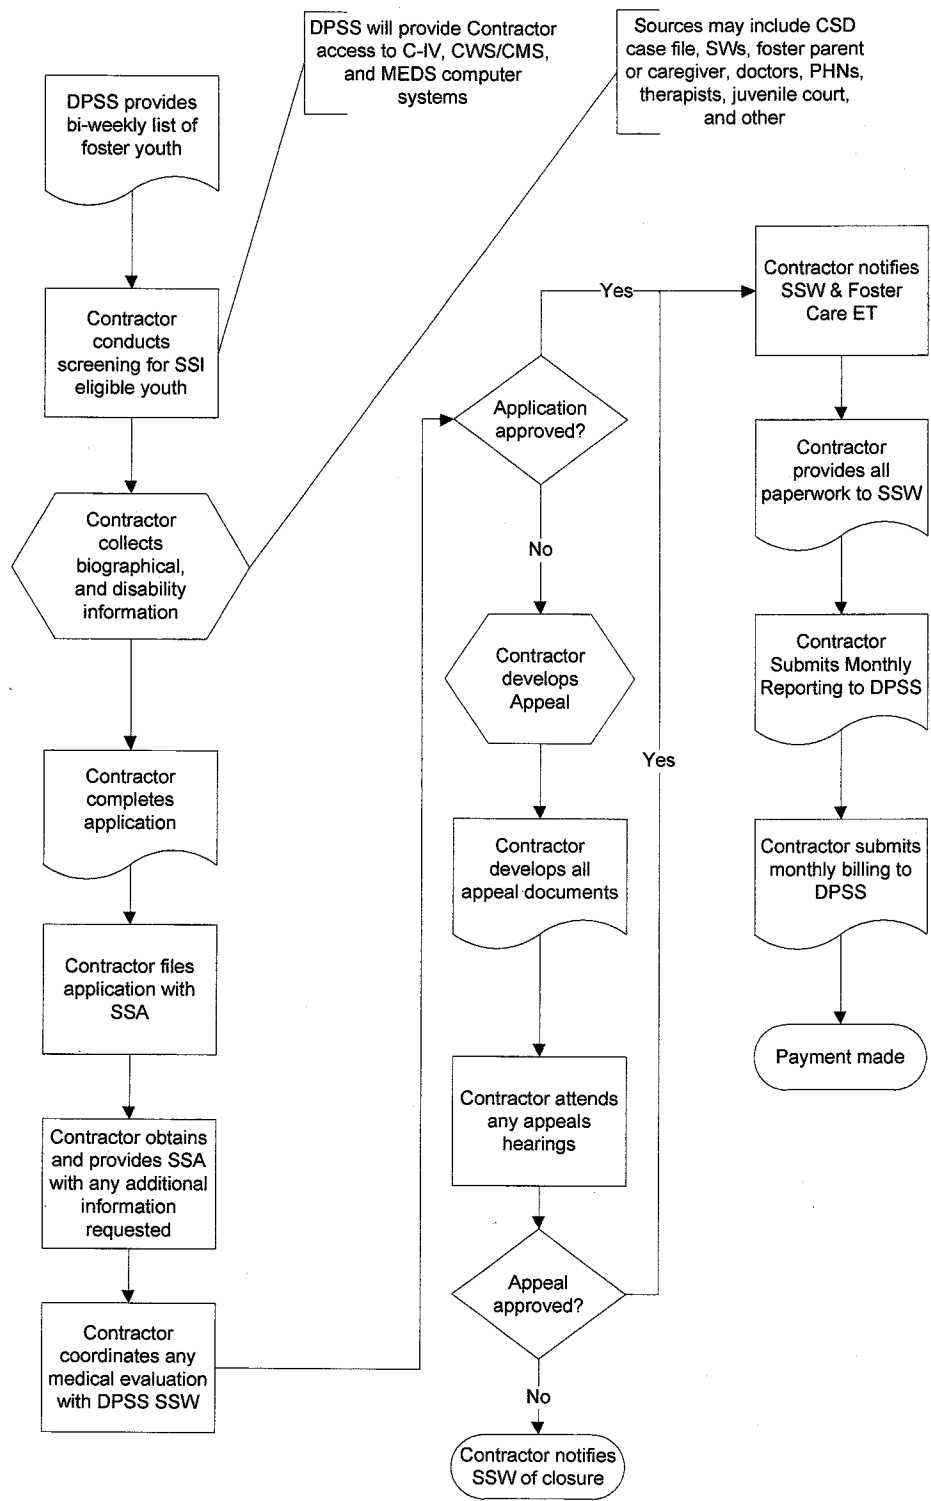 DPSS provides
bi-weekly list of
foster youth
DPSS will provide Contractor
access to C-IV, CWS/CMS,
and MEDS computer
systems
Sources may include CSD
case file, SWs, foster parent
or caregiver, doctors, PHNs,
therapists, juvenile court,
and other
Contractor
conducts
screening for SSI
eligible youth
Contractor
collects
biographical,
and disability
information
Contractor
completes
application
Contractor files
application with
SSA
Contractor obtains
and provides SSA
with any additional
information
requested
Contractor
coordinates any
medical evaluation
with DPSS SSW
Application
approved?
Yes
No
Contractor
develops
Appeal
Contractor
develops all
appeal documents
Contractor attends
any appeals
hearings
Appeal
approved?
Yes
No
Contractor notifies
SSW of closure
Contractor notifies
SSW & Foster
Care ET
Contractor
provides all
paperwork to SSW
Contractor
Submits Monthly
Reporting to DPSS
Contractor submits
monthly billing to
DPSS
Payment made